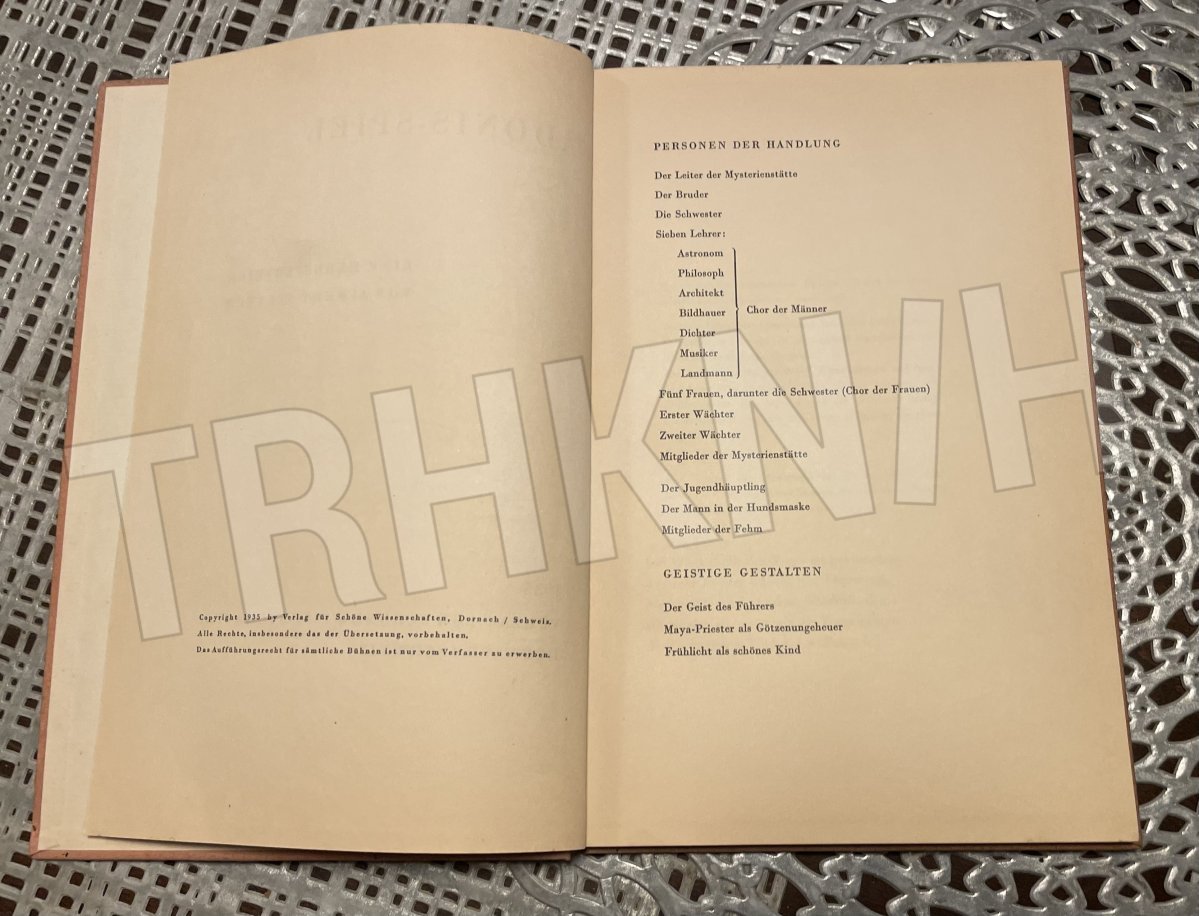 Copyright 1935 by Verlag für Schöne Wissenschaften, Dornach / Schweiz.
Alle Rechte, insbesondere das der Übersetzung, vorbehalten.
Das Aufführungsrecht für sämtliche Bühnen ist nur vom Verfasser zu erwerben.
PERSONEN DER HANDLUNG
Der Leiter der Mysterienstätte
Der Bruder
Die Schwester
Sieben Lehrer:
Astronom
Philosoph
Architekt
Bildhauer
Chor der Männer
Dichter
Musiker
Landmann
Fünf Frauen, darunter die Schwester (Chor der Frauen)
Erster Wächter
Zweiter Wächter
Mitglieder der Mysterienstätte
Der Jugendhäuptling
Der Mann in der Hundsmaske
Mitglieder der Fehm
GEISTIGE GESTALTEN
Der Geist des Führers
Maya-Priester als Götzenungeheuer
Frühlicht als schönes Kind
TRHKN/H